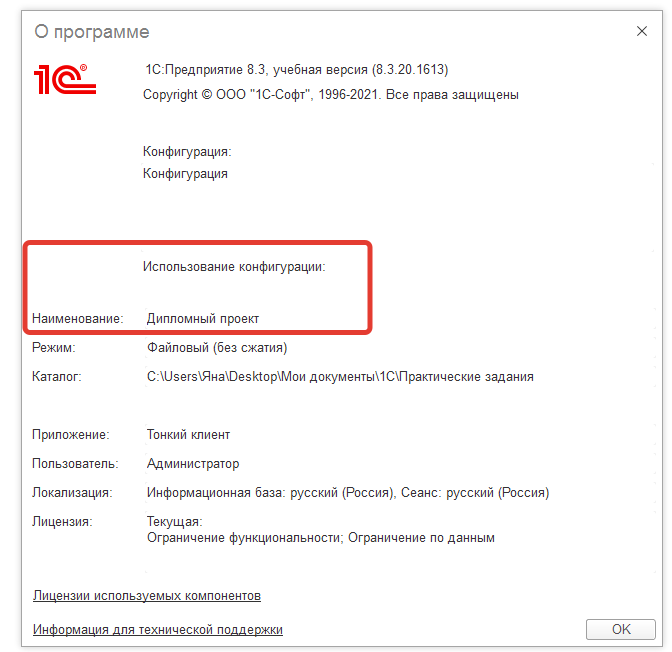 О программе
1С®
1С:Предприятие 8.3, учебная версия (8.3.20.1613)
Copyright © ООО "1С-Софт", 1996-2021. Все права защищены
Конфигурация:
Конфигурация
Использование конфигурации:
Наименование: Дипломный проект
Режим: Файловый (без сжатия)
Каталог: C:\Users\Яна\Desktop\Мои документы\1С\Практические задания
Приложение: Тонкий клиент
Пользователь: Администратор
Локализация: Информационная база: русский (Россия), Сеанс: русский (Россия)
Лицензия: Текущая:
Ограничение функциональности; Ограничение по данным
Лицензии используемых компонентов
Информация для технической поддержки
OK